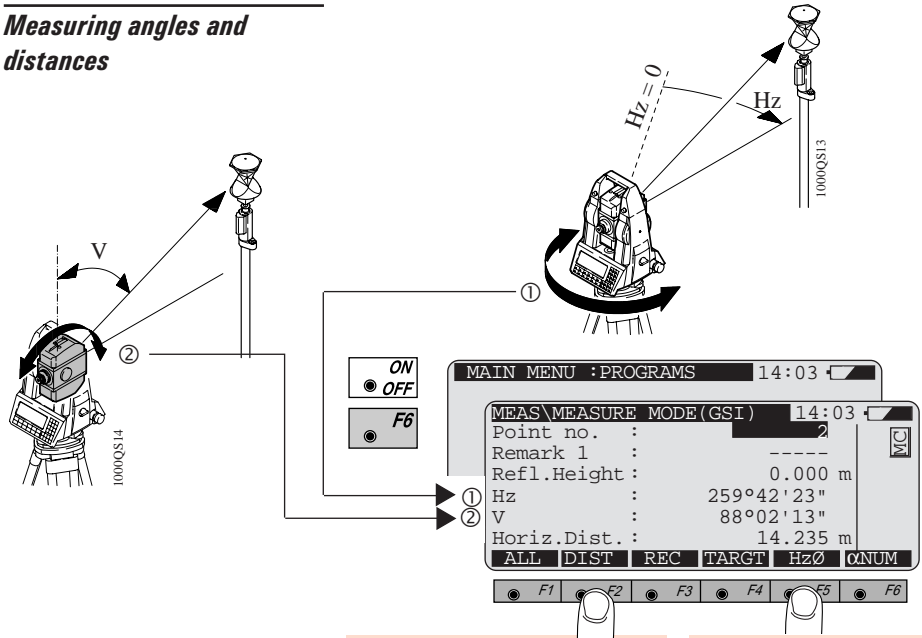 Measuring angles and
distances
Hz = 0
Hz
1000QS13
V
①
②
1000QS14
ON
OFF
F6
MAIN MENU :PROGRAMS 14:03
MEAS\MEASURE MODE(GSI) 14:03
Point no. : 2
MC
Remark 1 : -----
Refl.Height: 0.000 m
① Hz : 259°42'23"
② V : 88°02'13"
Horiz.Dist.: 14.235 m
ALL DIST REC TARGT HzØ αNUM
F1 F2 F3 F4 F5 F6